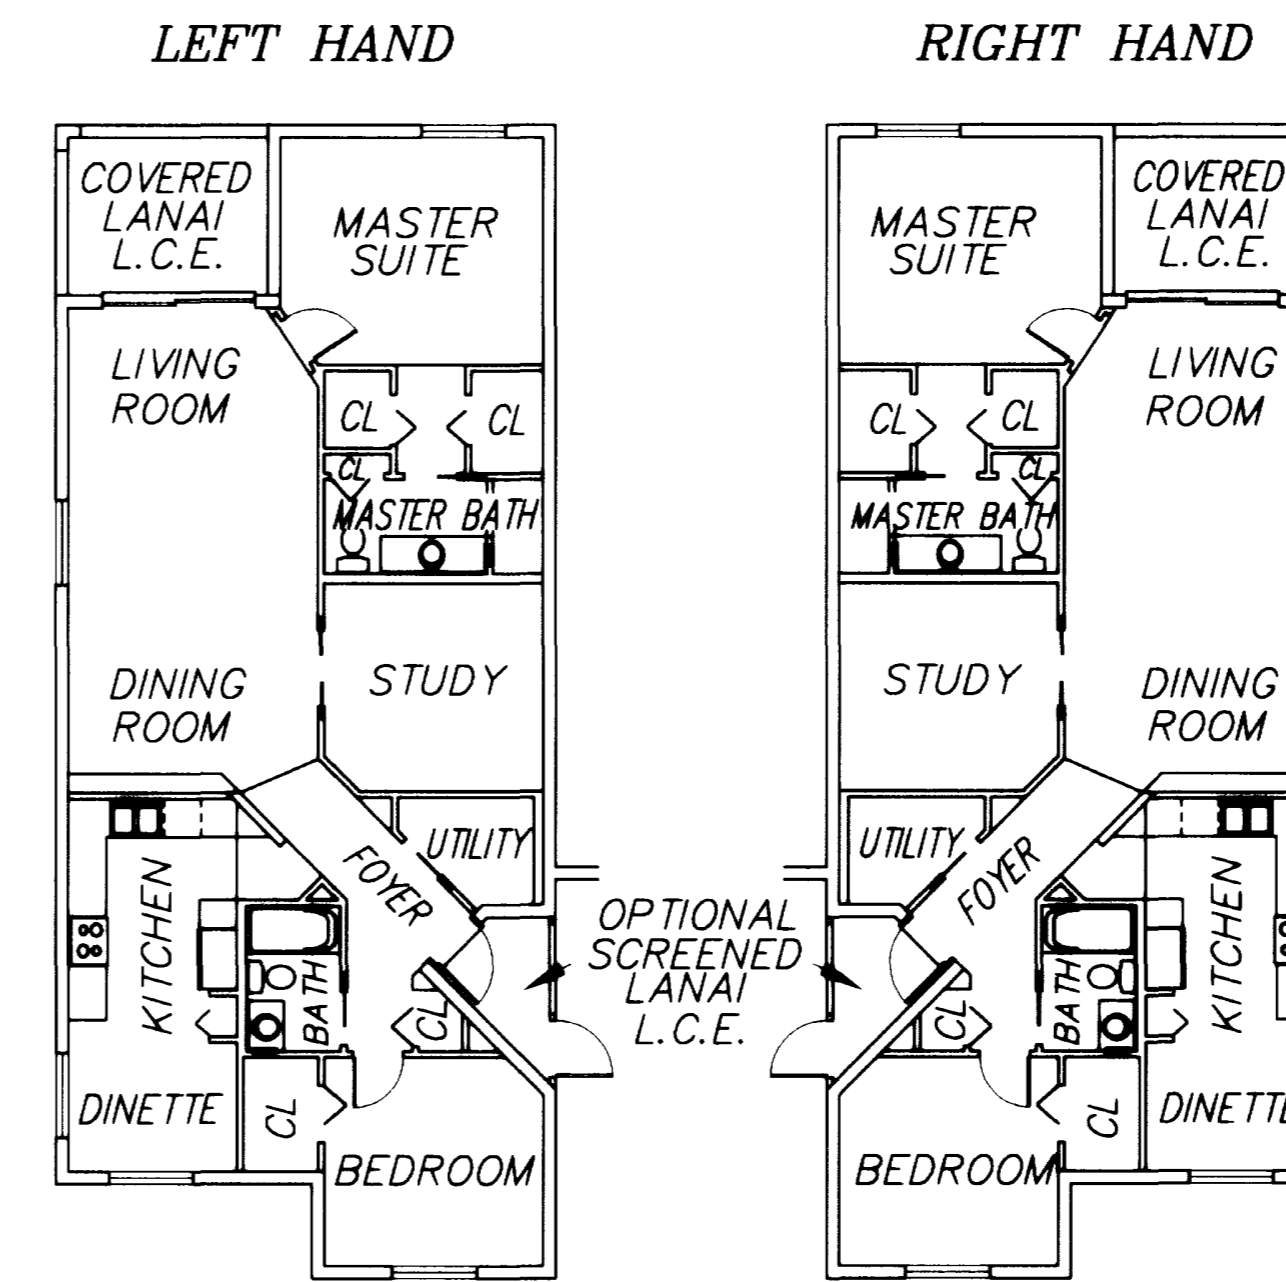 LEFT HAND
COVERED
LANAI
L.C.E.
MASTER
SUITE
LIVING
ROOM
CL
CL
CL
MASTER BATH
STUDY
DINING
ROOM
UTILITY
FOYER
KITCHEN
BATH
CL
DINETTE
CL
BEDROOM
OPTIONAL
SCREENED
LANAI
L.C.E.
RIGHT HAND
MASTER
SUITE
COVERED
LANAI
L.C.E.
LIVING
ROOM
CL
CL
CL
MASTER BATH
STUDY
DINING
ROOM
UTILITY
FOYER
KITCHEN
CL
BATH
CL
DINETTE
BEDROOM